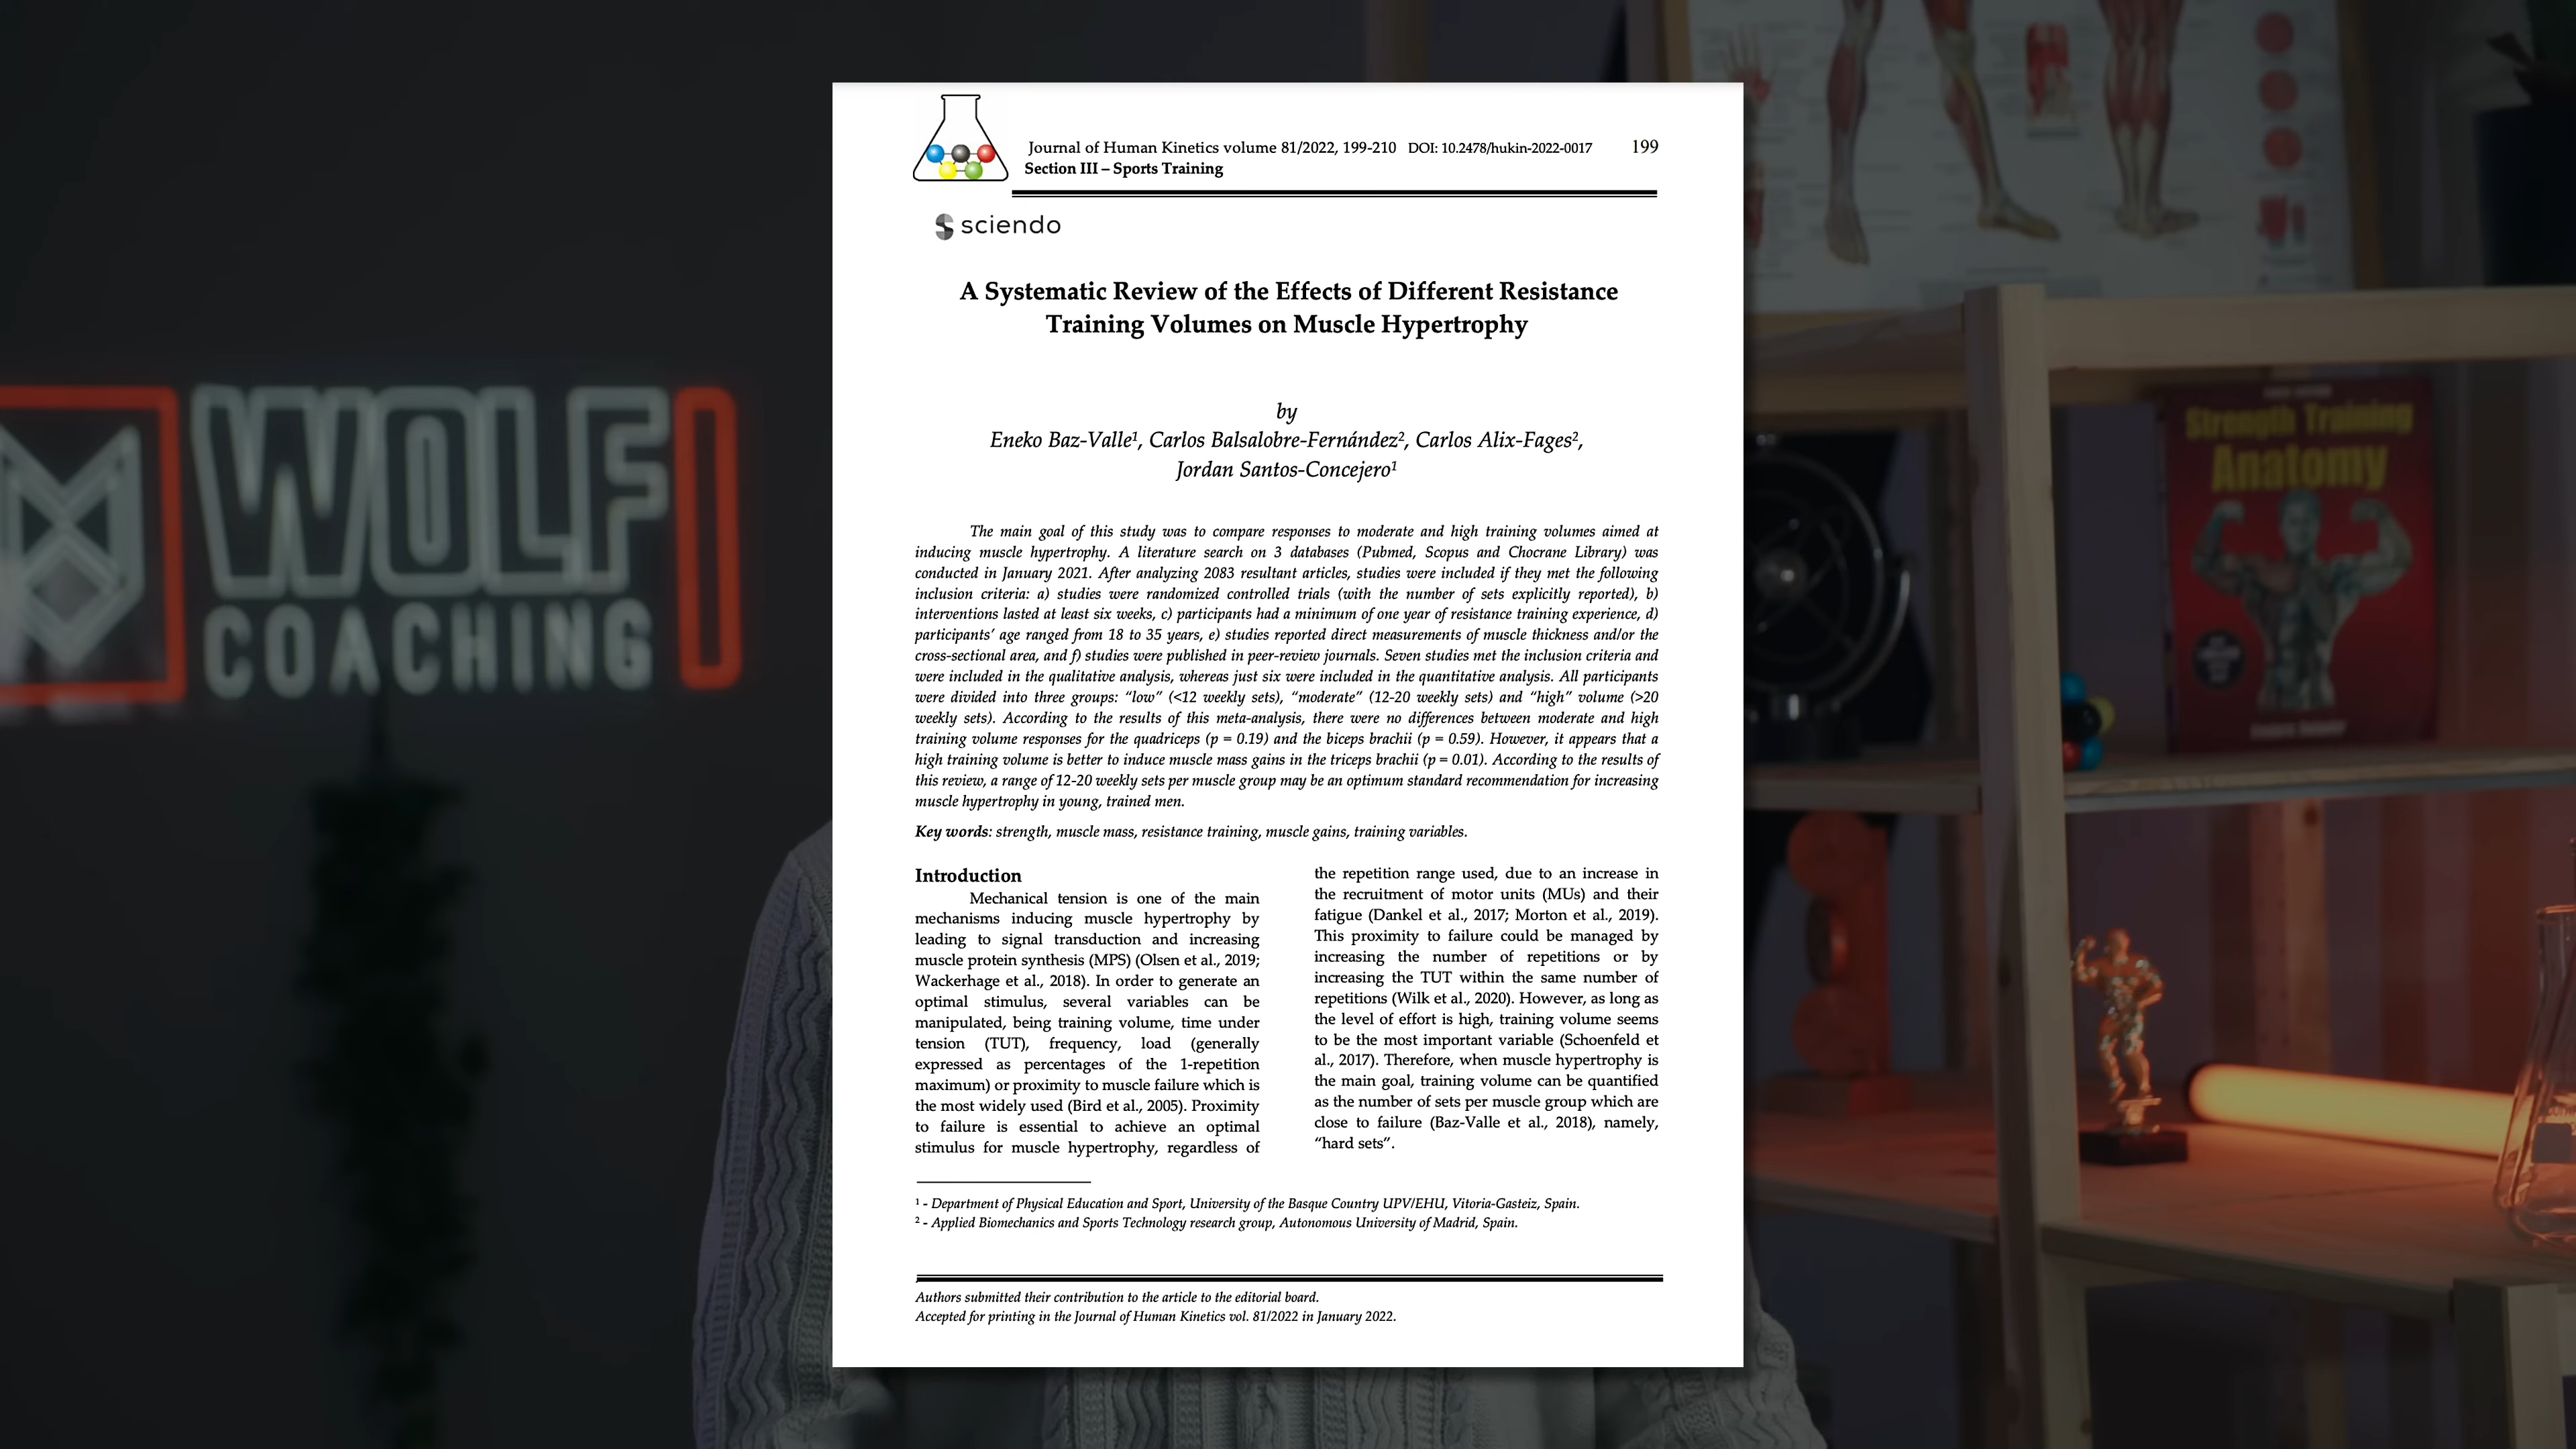 WOLF
COACHING
Journal of Human Kinetics volume 81/2022, 199-210 DOI: 10.2478/hukin-2022-0017 199
Section III – Sports Training
sciendo
A Systematic Review of the Effects of Different Resistance
Training Volumes on Muscle Hypertrophy
by
Eneko Baz-Valle¹, Carlos Balsalobre-Fernández², Carlos Alix-Fages²,
Jordan Santos-Concejero¹
The main goal of this study was to compare responses to moderate and high training volumes aimed at
inducing muscle hypertrophy. A literature search on 3 databases (Pubmed, Scopus and Chocrane Library) was
conducted in January 2021. After analyzing 2083 resultant articles, studies were included if they met the following
inclusion criteria: a) studies were randomized controlled trials (with the number of sets explicitly reported), b)
interventions lasted at least six weeks, c) participants had a minimum of one year of resistance training experience, d)
participants' age ranged from 18 to 35 years, e) studies reported direct measurements of muscle thickness and/or the
cross-sectional area, and f) studies were published in peer-review journals. Seven studies met the inclusion criteria and
were included in the qualitative analysis, whereas just six were included in the quantitative analysis. All participants
were divided into three groups: “low” (<12 weekly sets), “moderate” (12-20 weekly sets) and “high” volume (>20
weekly sets). According to the results of this meta-analysis, there were no differences between moderate and high
training volume responses for the quadriceps (p = 0.19) and the biceps brachii (p = 0.59). However, it appears that a
high training volume is better to induce muscle mass gains in the triceps brachii (p = 0.01). According to the results of
this review, a range of 12-20 weekly sets per muscle group may be an optimum standard recommendation for increasing
muscle hypertrophy in young, trained men.
Key words: strength, muscle mass, resistance training, muscle gains, training variables.
Introduction
Mechanical tension is one of the main
mechanisms inducing muscle hypertrophy by
leading to signal transduction and increasing
muscle protein synthesis (MPS) (Olsen et al., 2019;
Wackerhage et al., 2018). In order to generate an
optimal stimulus, several variables can be
manipulated, being training volume, time under
tension (TUT), frequency, load (generally
expressed as percentages of the 1-repetition
maximum) or proximity to muscle failure which is
the most widely used (Bird et al., 2005). Proximity
to failure is essential to achieve an optimal
stimulus for muscle hypertrophy, regardless of
the repetition range used, due to an increase in
the recruitment of motor units (MUs) and their
fatigue (Dankel et al., 2017; Morton et al., 2019).
This proximity to failure could be managed by
increasing the number of repetitions or by
increasing the TUT within the same number of
repetitions (Wilk et al., 2020). However, as long as
the level of effort is high, training volume seems
to be the most important variable (Schoenfeld et
al., 2017). Therefore, when muscle hypertrophy is
the main goal, training volume can be quantified
as the number of sets per muscle group which are
close to failure (Baz-Valle et al., 2018), namely,
“hard sets”.
¹ - Department of Physical Education and Sport, University of the Basque Country UPV/EHU, Vitoria-Gasteiz, Spain.
² - Applied Biomechanics and Sports Technology research group, Autonomous University of Madrid, Spain.
Authors submitted their contribution to the article to the editorial board.
Accepted for printing in the Journal of Human Kinetics vol. 81/2022 in January 2022.
Strength Training
Anatomy